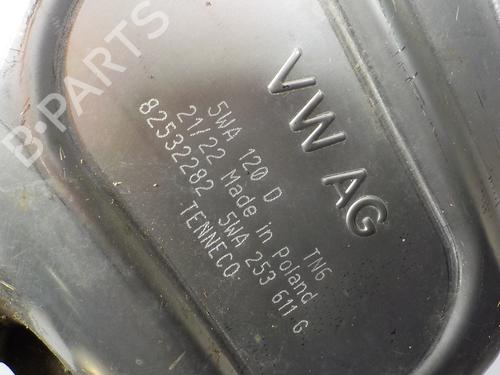 B-PARTS
VW AG
5WA 120 D TN6
21/22 Made in Poland
82532282 5WA 253 611 G
TENNECO